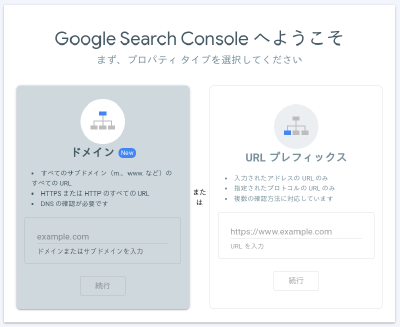 Google Search Console へようこそ
まず、プロパティ タイプを選択してください
ドメイン New
• すべてのサブドメイン（m.、www. など）の
すべての URL
• HTTPS または HTTP のすべての URL
• DNS の確認が必要です
example.com
ドメインまたはサブドメインを入力
続行
また
は
URL プレフィックス
• 入力されたアドレスの URL のみ
• 指定されたプロトコルの URL のみ
• 複数の確認方法に対応しています
https://www.example.com
URL を入力
続行